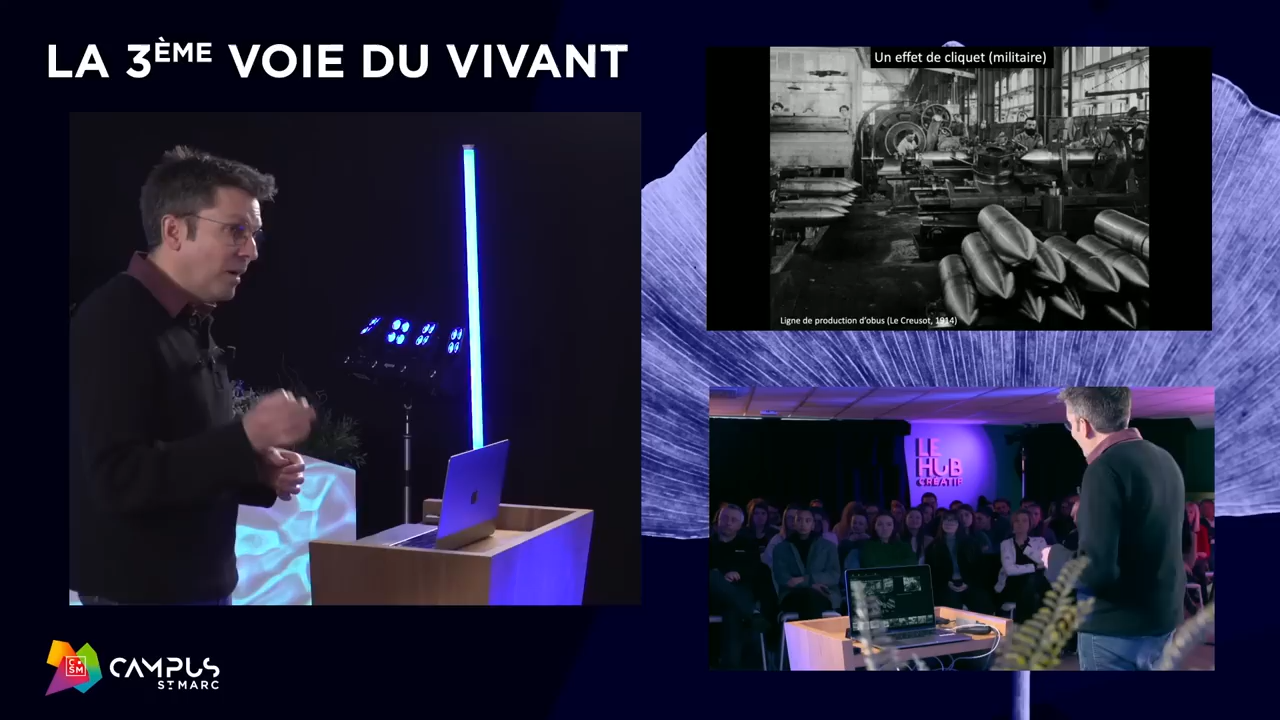 LA 3ÈME VOIE DU VIVANT
Un effet de cliquet (militaire)
Ligne de production d'obus (Le Creusot, 1914)
LE
HUB
CRÉATIF
C.
SM
CAMPUS
ST MARC